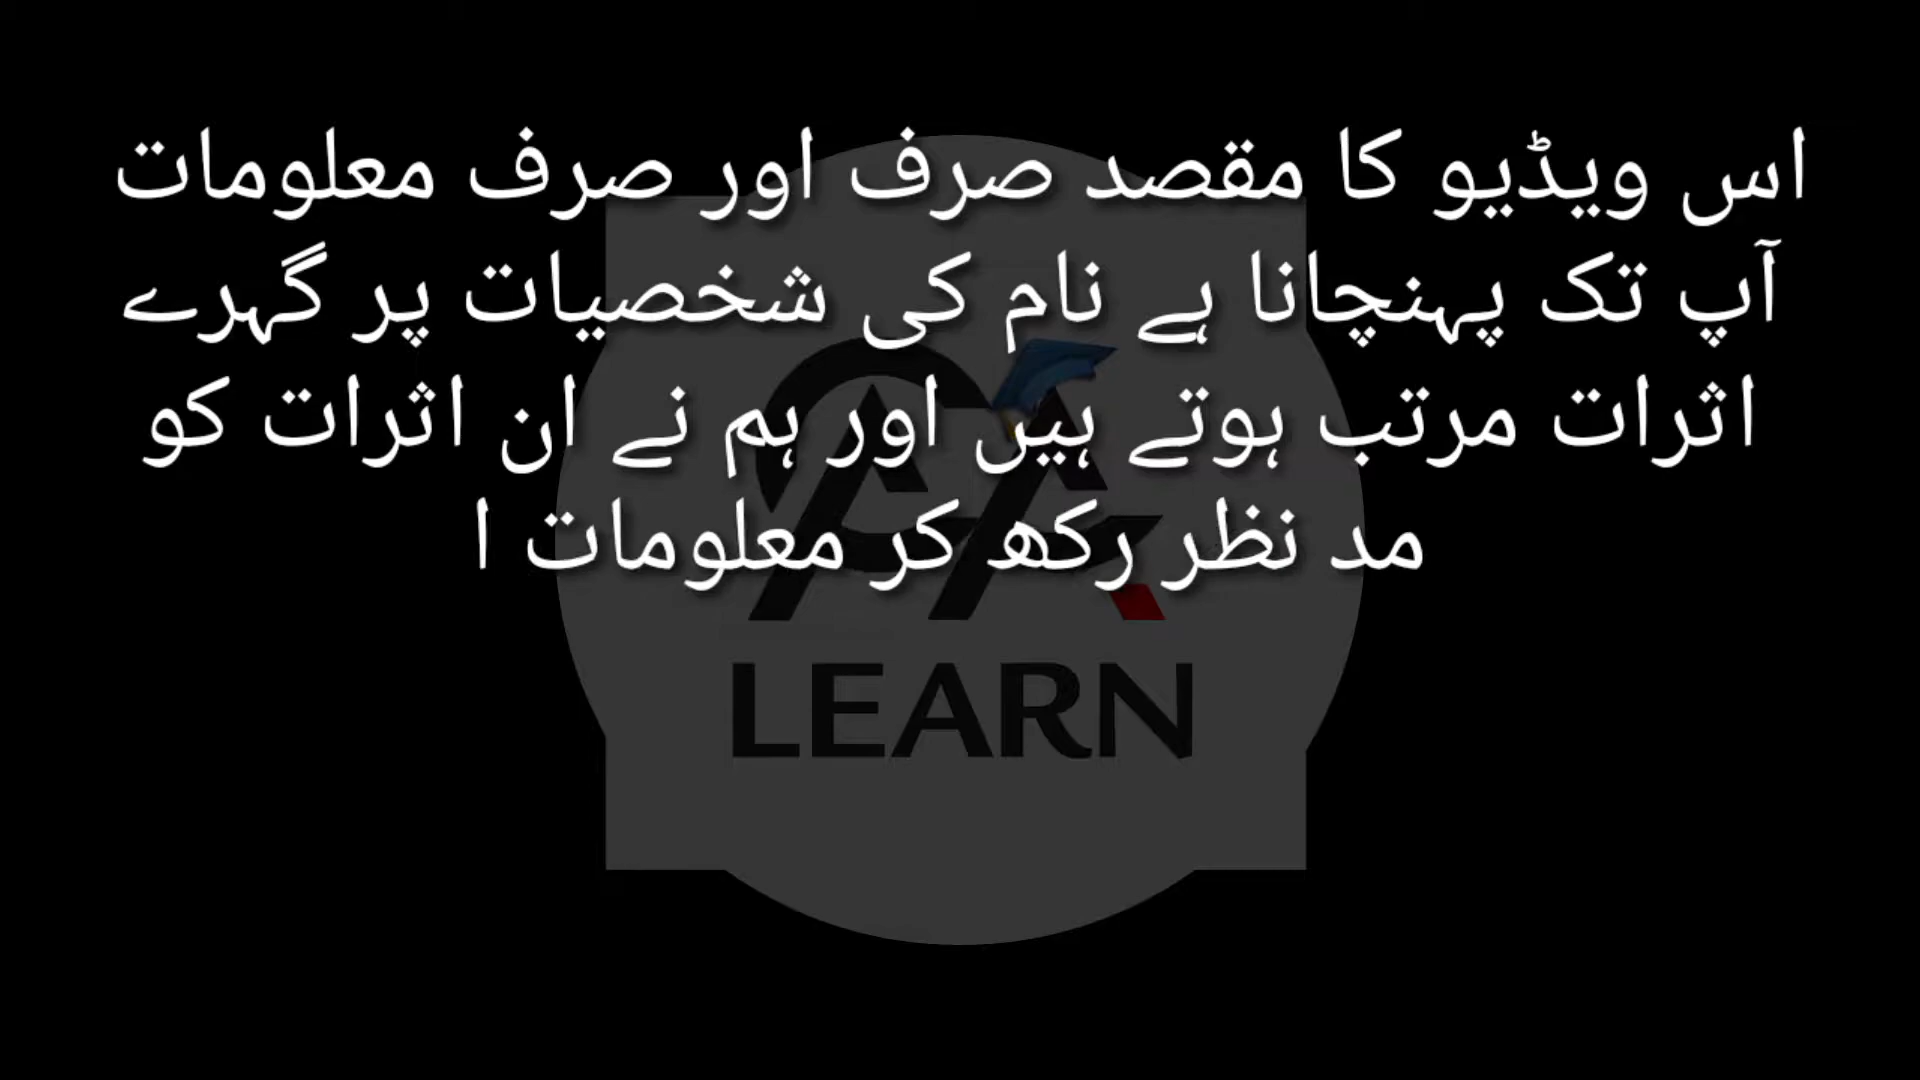 اس ویڈیو کا مقصد صرف اور صرف معلومات
آپ تک پہنچانا ہے نام کی شخصیات پر گہرے
اثرات مرتب ہوتے ہیں اور ہم نے ان اثرات کو
مد نظر رکھ کر معلومات ا
LEARN